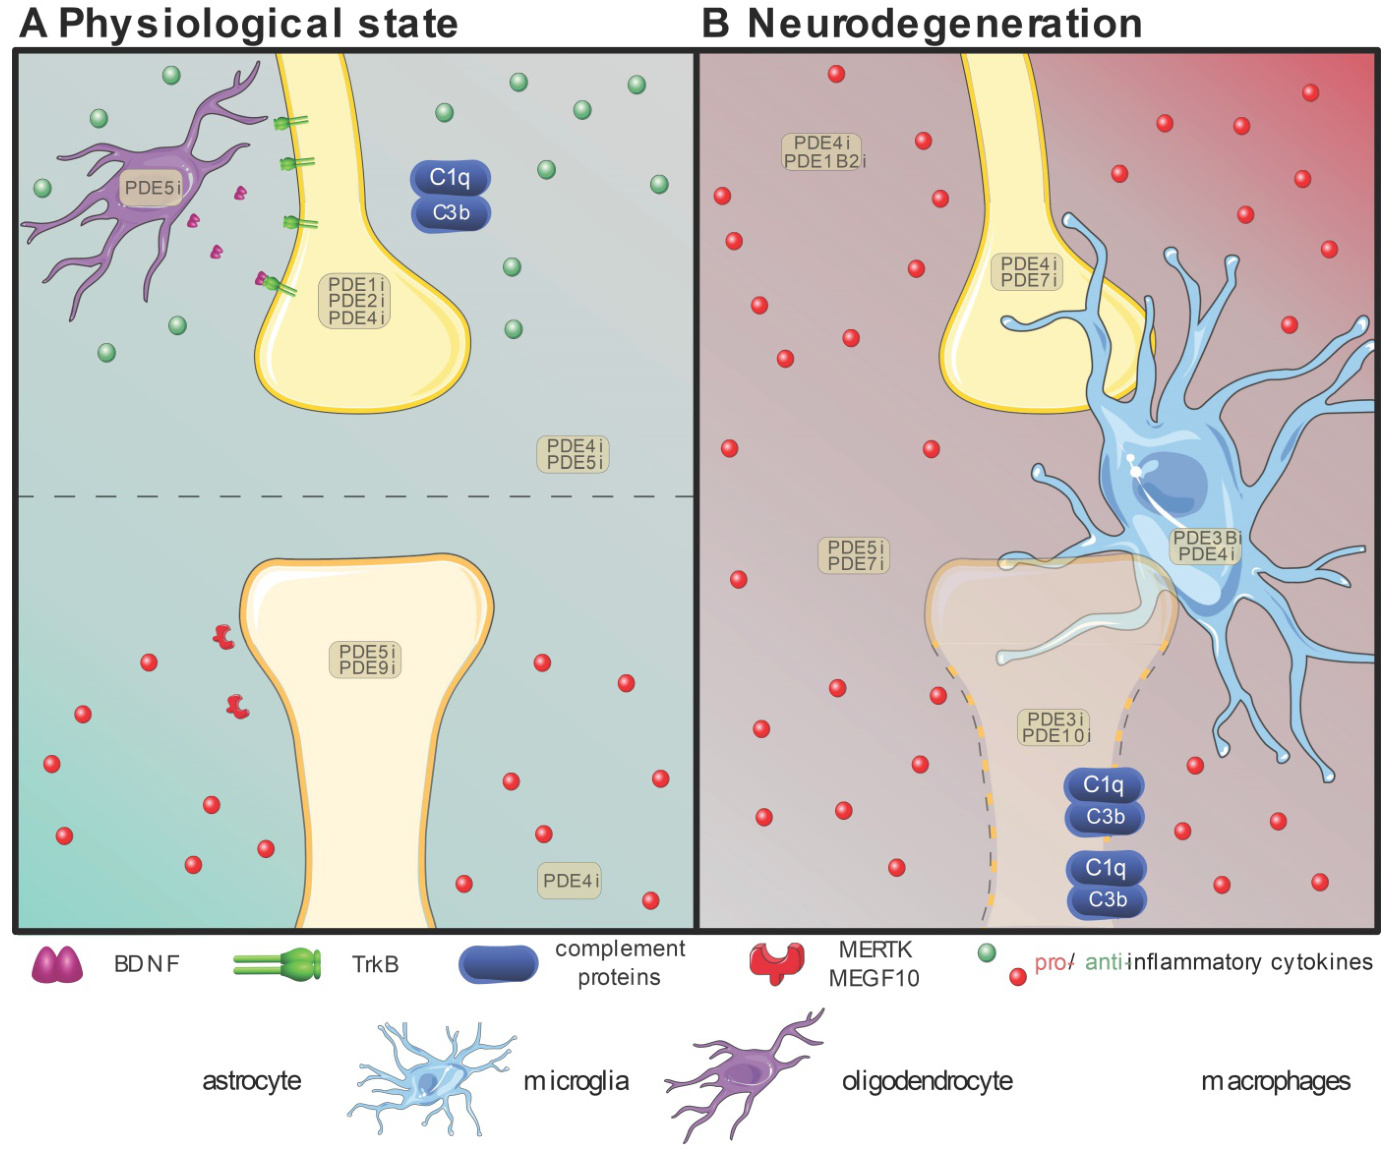 A Physiological state
B Neurodegeneration
PDE5i
C1q
C3b
PDE1i
PDE2i
PDE4i
PDE4i
PDE5i
PDE5i
PDE9i
PDE4i
PDE4i
PDE1B2i
PDE4i
PDE7i
PDE3Bi
PDE4i
PDE5i
PDE7i
PDE3i
PDE10i
C1q
C3b
C1q
C3b
BDNF
TrkB
complement
proteins
MERTK
MEGF10
pro-/ anti-inflammatory cytokines
astrocyte
microglia
oligodendrocyte
macrophages